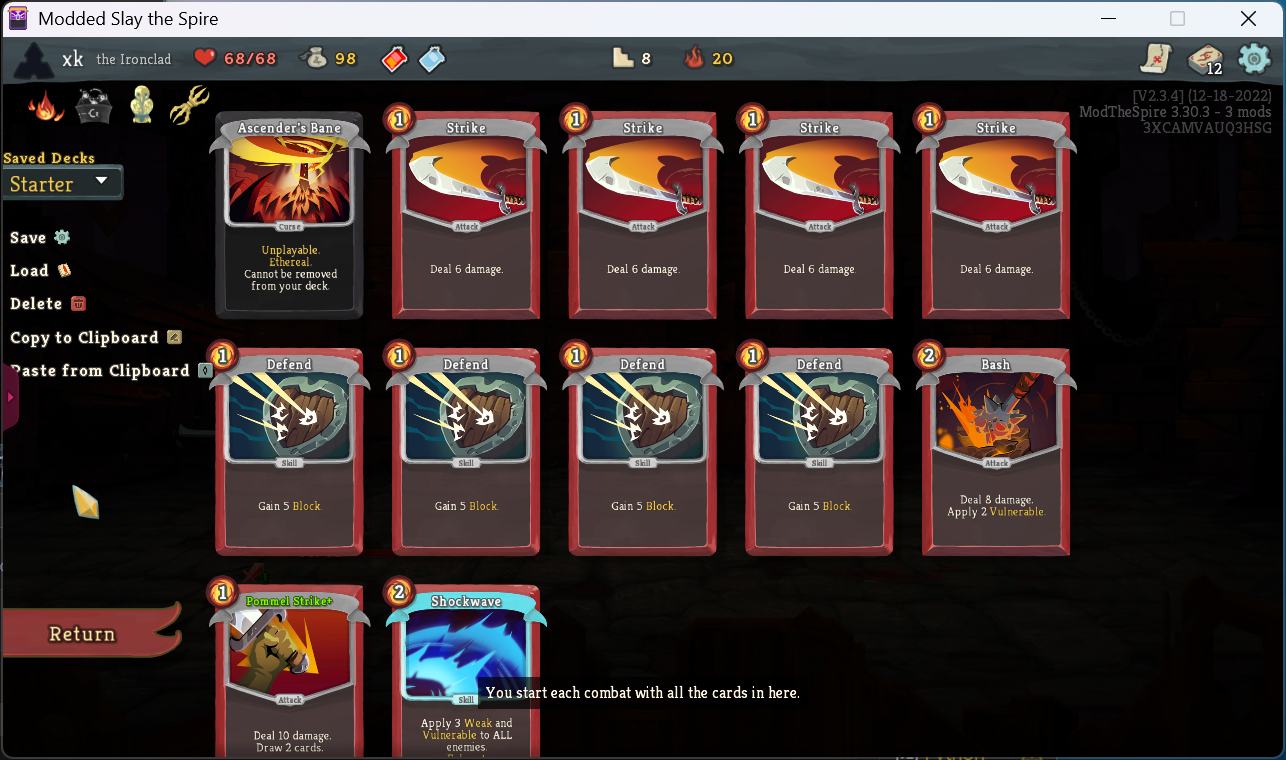 Modded Slay the Spire
xk the Ironclad 68/68 98 8 20 12
[V2.3.4] (12-18-2022)
ModTheSpire 3.30.3 - 3 mods
3XCAMVAUQ3HSG
Saved Decks
Starter
Save
Load
Delete
Copy to Clipboard
Paste from Clipboard
Return
Ascender's Bane
Curse
Unplayable.
Ethereal.
Cannot be removed
from your deck.
1
Strike
Attack
Deal 6 damage.
1
Strike
Attack
Deal 6 damage.
1
Strike
Attack
Deal 6 damage.
1
Strike
Attack
Deal 6 damage.
1
Defend
Skill
Gain 5 Block.
1
Defend
Skill
Gain 5 Block.
1
Defend
Skill
Gain 5 Block.
1
Defend
Skill
Gain 5 Block.
2
Bash
Attack
Deal 8 damage.
Apply 2 Vulnerable.
1
Pommel Strike+
Attack
Deal 10 damage.
Draw 2 cards.
2
Shockwave
Skill
Apply 3 Weak and
Vulnerable to ALL
enemies.
You start each combat with all the cards in here.